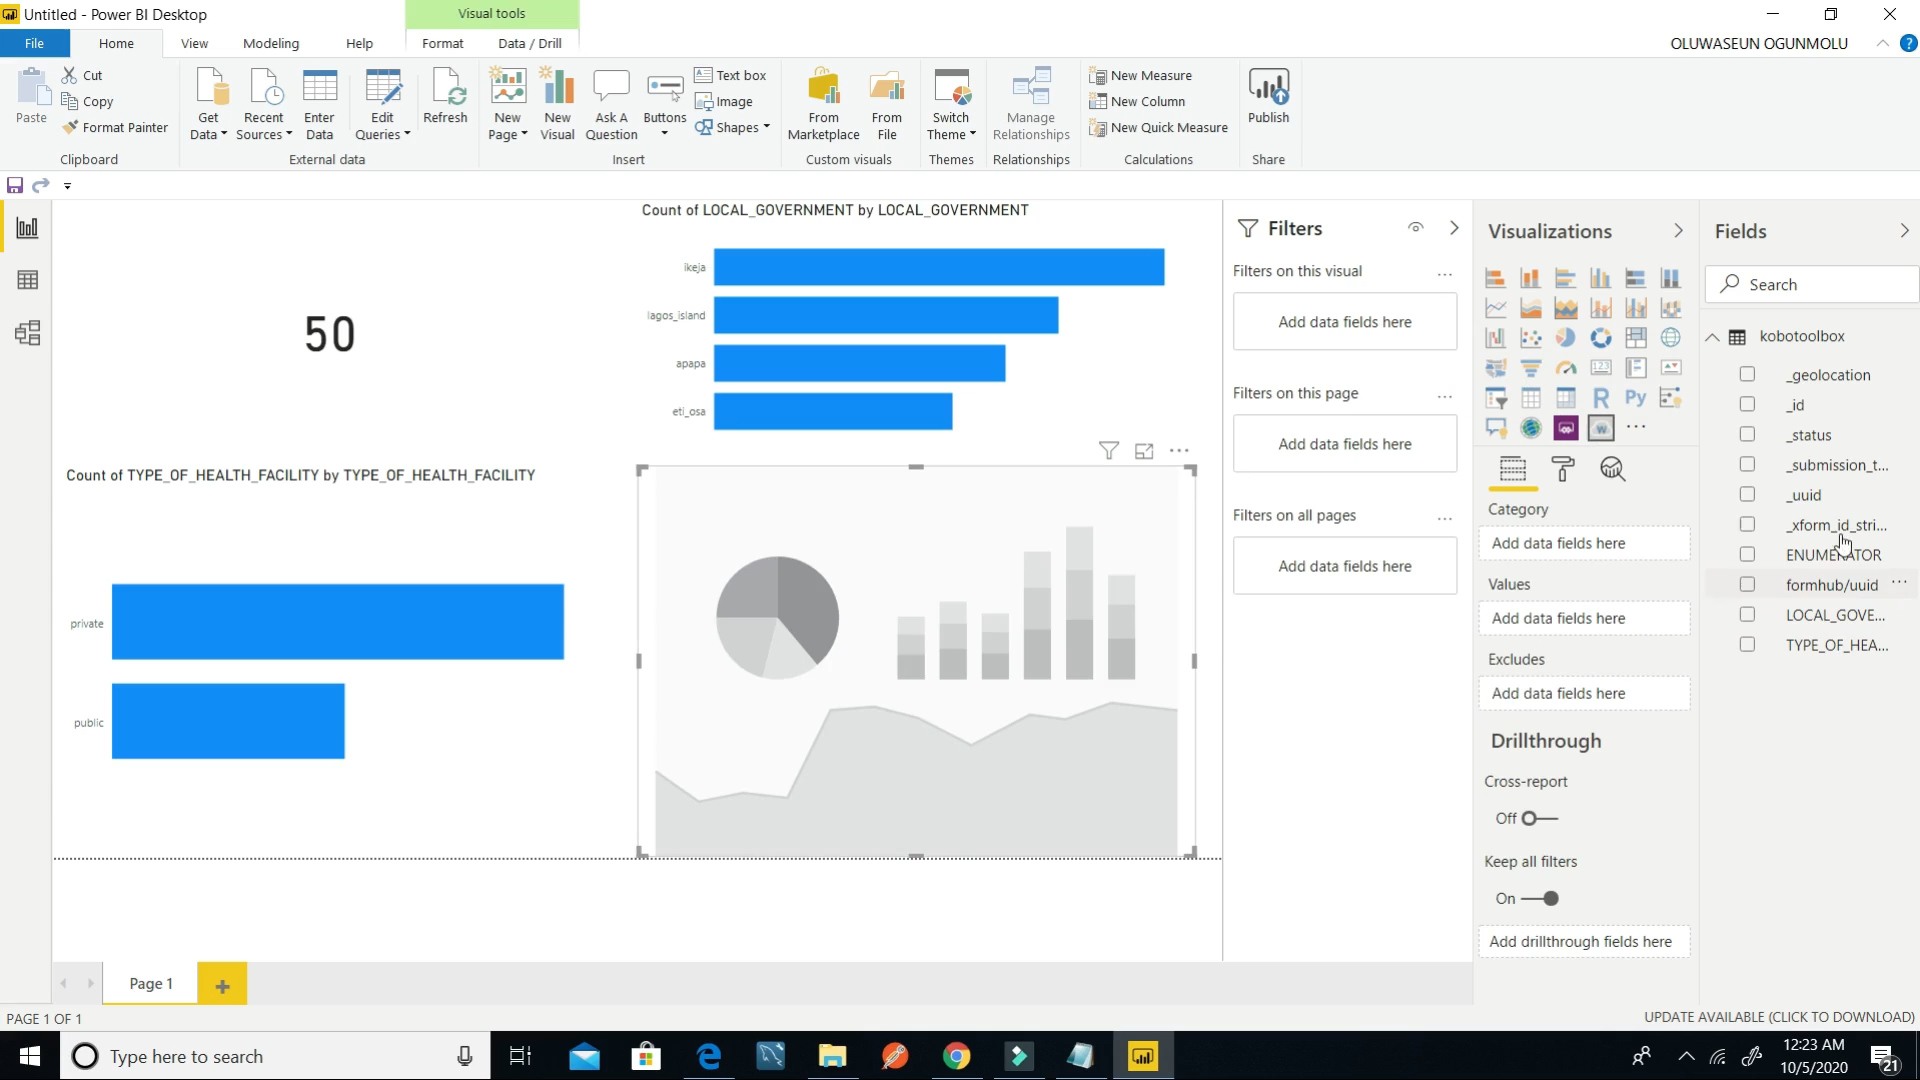 Untitled - Power BI Desktop
Visual tools
File
Home
View
Modeling
Help
Format
Data / Drill
OLUWASEUN OGUNMOLU
?
Paste
Cut
Copy
Format Painter
Clipboard
Get Data
Recent Sources
Enter Data
Edit Queries
Refresh
External data
New Page
New Visual
Ask A Question
Buttons
Text box
Image
Shapes
Insert
From Marketplace
From File
Custom visuals
Switch Theme
Themes
Manage Relationships
Relationships
New Measure
New Column
New Quick Measure
Calculations
Publish
Share
50
Count of LOCAL_GOVERNMENT by LOCAL_GOVERNMENT
ikeja
lagos_island
apapa
eti_osa
Count of TYPE_OF_HEALTH_FACILITY by TYPE_OF_HEALTH_FACILITY
private
public
Filters
Filters on this visual
...
Add data fields here
Filters on this page
...
Add data fields here
Filters on all pages
...
Add data fields here
Visualizations
123
R
Py
Category
Add data fields here
Values
Add data fields here
Excludes
Add data fields here
Drillthrough
Cross-report
Off
Keep all filters
On
Add drillthrough fields here
Fields
Search
kobotoolbox
_geolocation
_id
_status
_submission_t...
_uuid
_xform_id_stri...
ENUMERATOR
formhub/uuid
LOCAL_GOVE...
TYPE_OF_HEA...
Page 1
PAGE 1 OF 1
UPDATE AVAILABLE (CLICK TO DOWNLOAD)
Type here to search
12:23 AM
10/5/2020
21